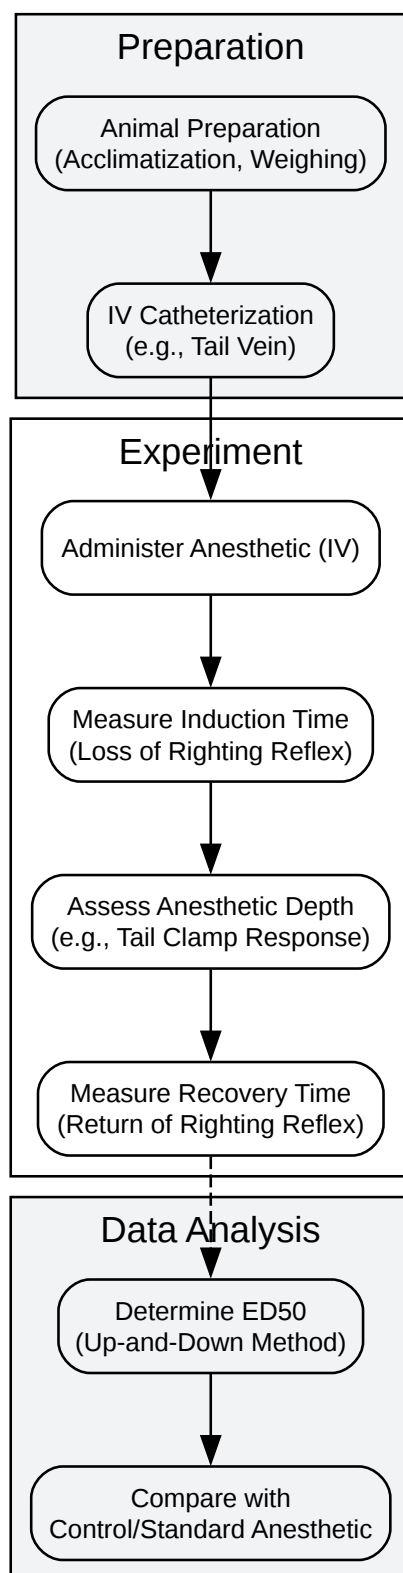 Preparation
Animal Preparation
(Acclimatization, Weighing)
IV Catheterization
(e.g., Tail Vein)
Experiment
Administer Anesthetic (IV)
Measure Induction Time
(Loss of Righting Reflex)
Assess Anesthetic Depth
(e.g., Tail Clamp Response)
Measure Recovery Time
(Return of Righting Reflex)
Data Analysis
Determine ED50
(Up-and-Down Method)
Compare with
Control/Standard Anesthetic